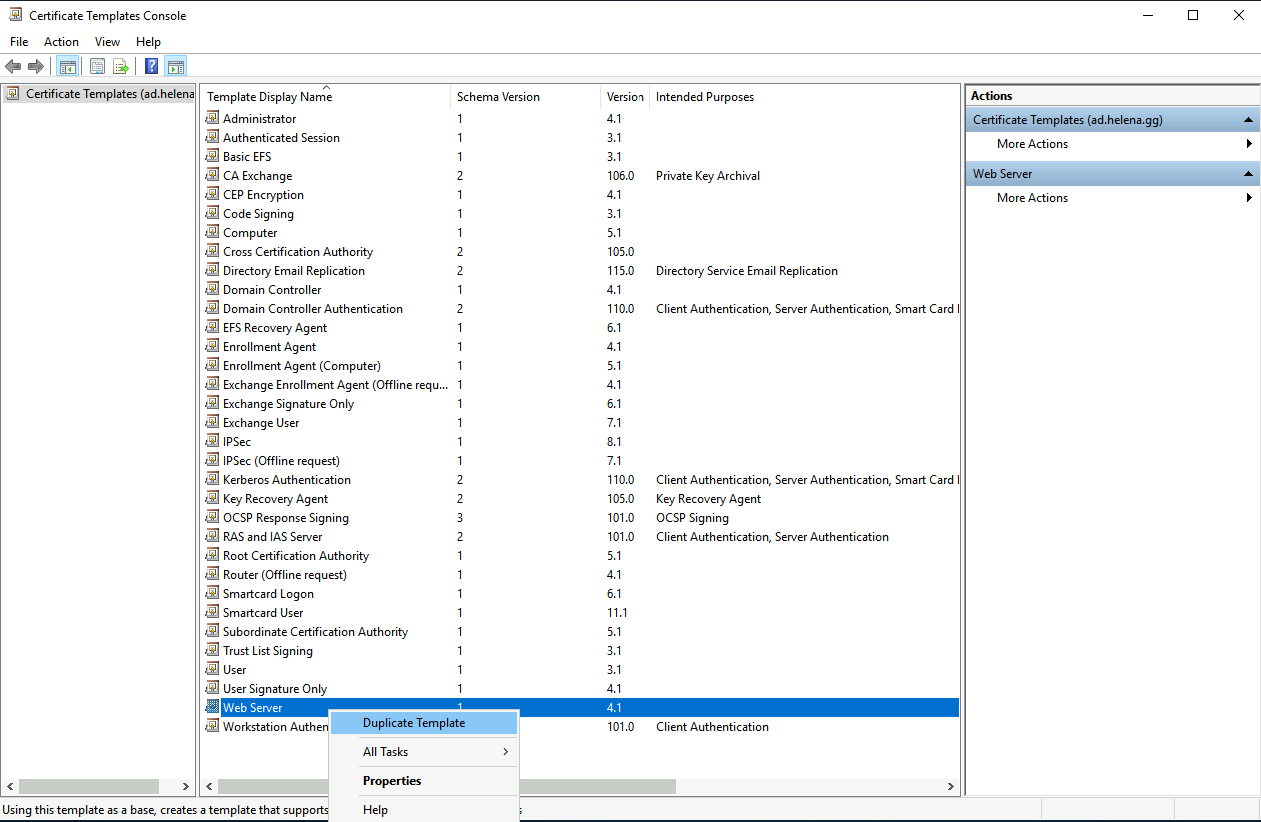 Certificate Templates Console
File Action View Help
Certificate Templates (ad.helena
Template Display Name Schema Version Version Intended Purposes
Administrator 1 4.1
Authenticated Session 1 3.1
Basic EFS 1 3.1
CA Exchange 2 106.0 Private Key Archival
CEP Encryption 1 4.1
Code Signing 1 3.1
Computer 1 5.1
Cross Certification Authority 2 105.0
Directory Email Replication 2 115.0 Directory Service Email Replication
Domain Controller 1 4.1
Domain Controller Authentication 2 110.0 Client Authentication, Server Authentication, Smart Card
EFS Recovery Agent 1 6.1
Enrollment Agent 1 4.1
Enrollment Agent (Computer) 1 5.1
Exchange Enrollment Agent (Offline requ... 1 4.1
Exchange Signature Only 1 6.1
Exchange User 1 7.1
IPSec 1 8.1
IPSec (Offline request) 1 7.1
Kerberos Authentication 2 110.0 Client Authentication, Server Authentication, Smart Card
Key Recovery Agent 2 105.0 Key Recovery Agent
OCSP Response Signing 3 101.0 OCSP Signing
RAS and IAS Server 2 101.0 Client Authentication, Server Authentication
Root Certification Authority 1 5.1
Router (Offline request) 1 4.1
Smartcard Logon 1 6.1
Smartcard User 1 11.1
Subordinate Certification Authority 1 5.1
Trust List Signing 1 3.1
User 1 3.1
User Signature Only 1 4.1
Web Server 1 4.1
Workstation Authen 101.0 Client Authentication
Duplicate Template
All Tasks
Properties
Help
Actions
Certificate Templates (ad.helena.gg)
More Actions
Web Server
More Actions
Using this template as a base, creates a template that supports